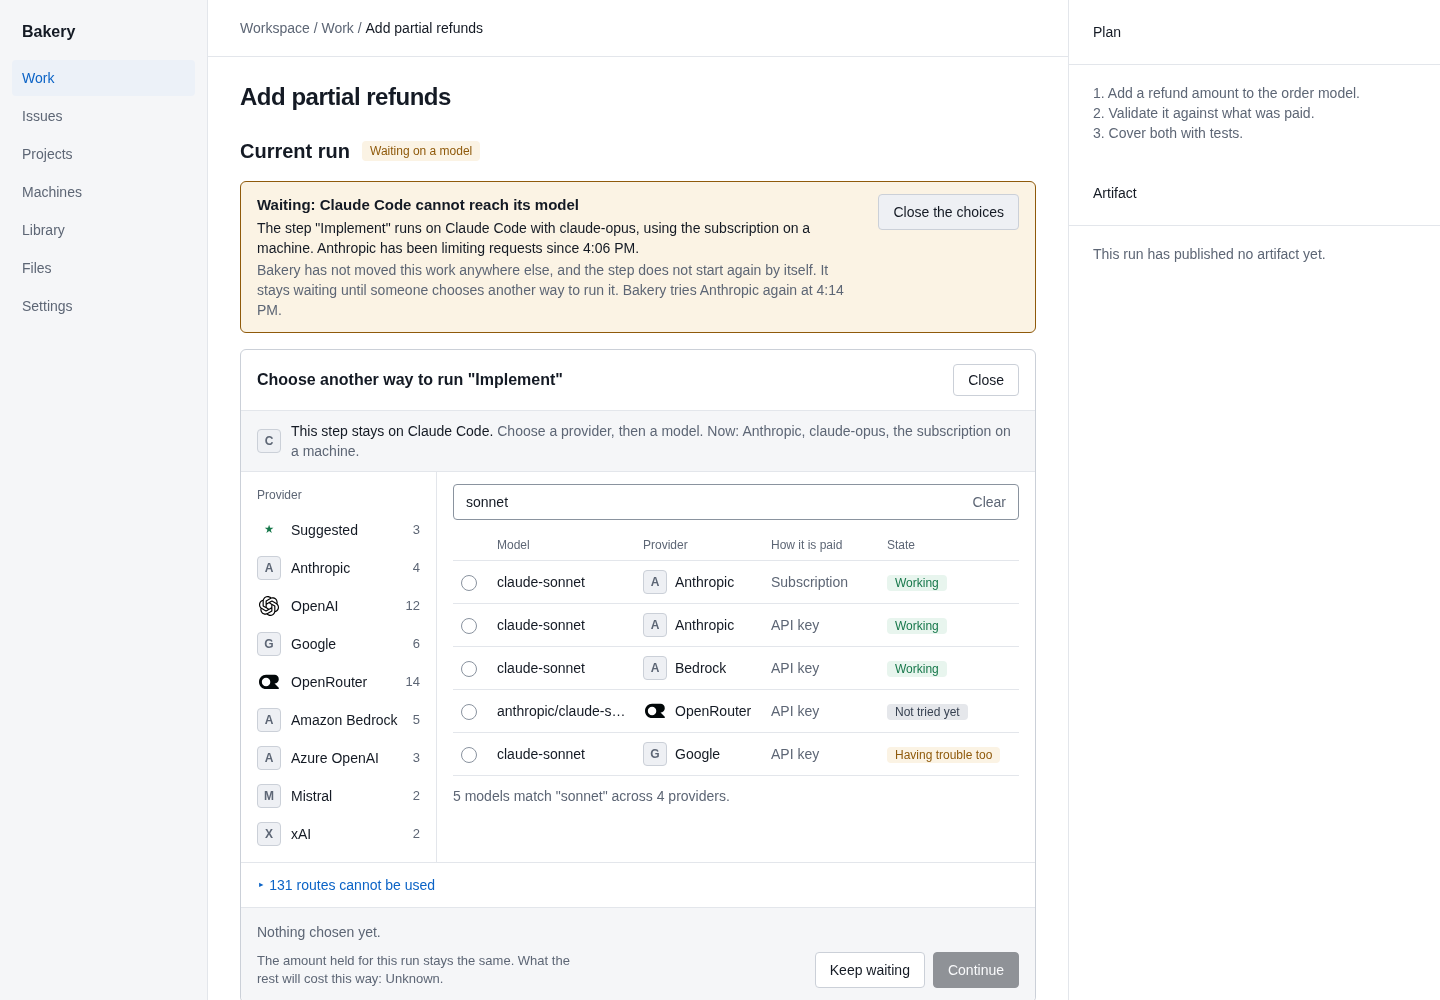 Bakery
Work
Issues
Projects
Machines
Library
Files
Settings
Workspace / Work / Add partial refunds
Add partial refunds
Current run
Waiting on a model
Waiting: Claude Code cannot reach its model
The step "Implement" runs on Claude Code with claude-opus, using the subscription on a
machine. Anthropic has been limiting requests since 4:06 PM.
Bakery has not moved this work anywhere else, and the step does not start again by itself. It
stays waiting until someone chooses another way to run it. Bakery tries Anthropic again at 4:14
PM.
Close the choices
Choose another way to run "Implement"
Close
C
This step stays on Claude Code. Choose a provider, then a model. Now: Anthropic, claude-opus, the subscription on
a machine.
Provider
Suggested 3
A Anthropic 4
OpenAI 12
G Google 6
OpenRouter 14
A Amazon Bedrock 5
A Azure OpenAI 3
M Mistral 2
X xAI 2
sonnet
Clear
Model Provider How it is paid State
claude-sonnet A Anthropic Subscription Working
claude-sonnet A Anthropic API key Working
claude-sonnet A Bedrock API key Working
anthropic/claude-s… OpenRouter API key Not tried yet
claude-sonnet G Google API key Having trouble too
5 models match "sonnet" across 4 providers.
131 routes cannot be used
Nothing chosen yet.
The amount held for this run stays the same. What the
rest will cost this way: Unknown.
Keep waiting
Continue
Plan
1. Add a refund amount to the order model.
2. Validate it against what was paid.
3. Cover both with tests.
Artifact
This run has published no artifact yet.